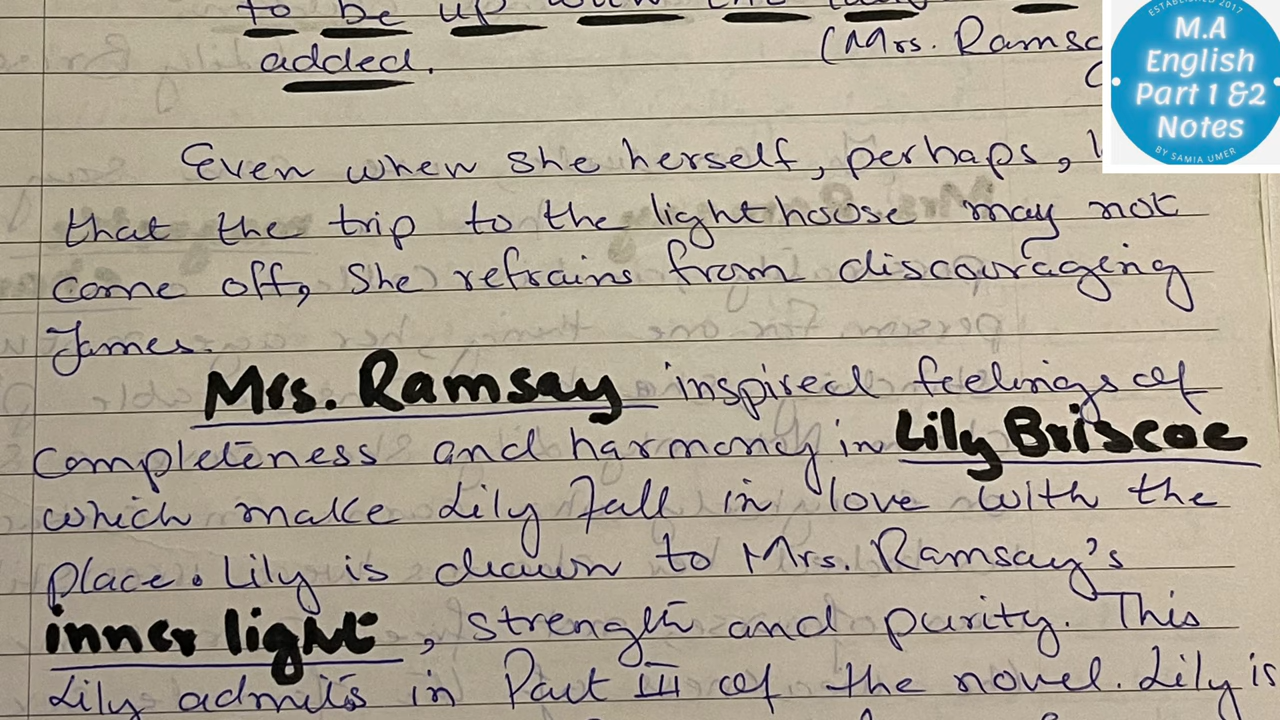 to be up
added.
(Mrs. Ramsa
Even when she herself, perhaps,
that the trip to the lighthouse may not
come off, she refrains from discouraging
James.
Mrs. Ramsay inspired feelings of
completeness and harmony in Lily Briscoe
which make Lily fall in love with the
place. Lily is drawn to Mrs. Ramsay's
inner light, strength and purity. This
Lily admits in Part III of the novel. Lily is
ESTABLISHED 2017
M.A
English
Part 1 &2
Notes
BY SAMIA UMER